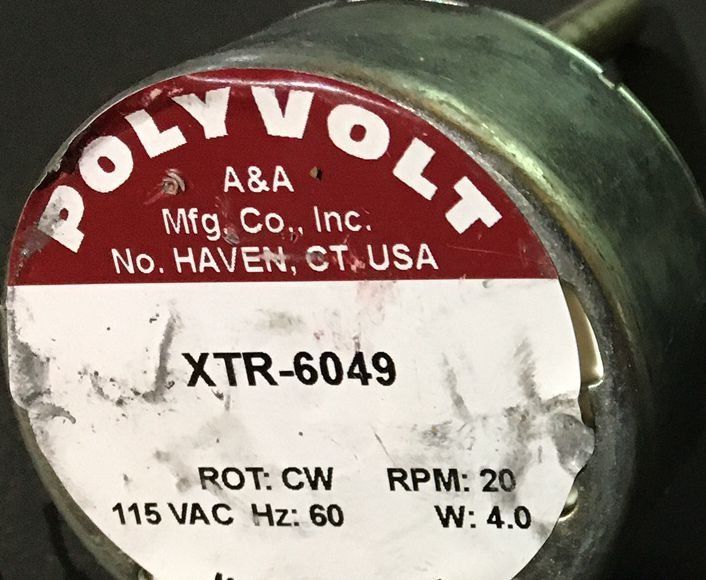 POLYVOLT
A&A
Mfg. Co., Inc.
No. HAVEN, CT. USA
XTR-6049
ROT: CW RPM: 20
115 VAC Hz: 60 W: 4.0